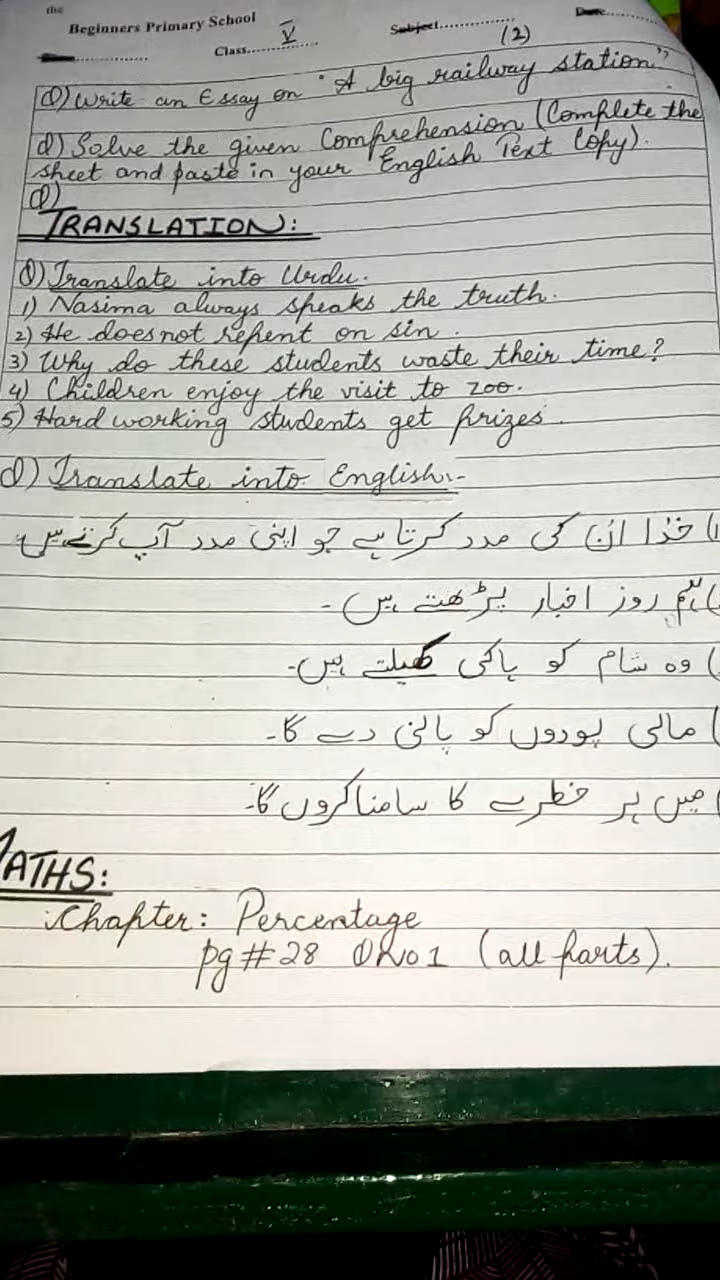 the
Beginners Primary School
Class............... V Subject............... Date...............
(2)
Q) Write an Essay on "A big railway station"
Q) Solve the given Comprehension (Complete the
sheet and paste in your English Text Copy).
Q)
TRANSLATION:
Q) Translate into Urdu.
1) Nasima always speaks the truth.
2) He does not repent on sin.
3) Why do these students waste their time?
4) Children enjoy the visit to zoo.
5) Hard working students get prizes.
Q) Translate into English:-
1) خدا ان کی مدد کرتا ہے جو اپنی مدد آپ کرتے ہیں
) ہم روز اخبار پڑھتے ہیں -
) وہ شام کو ہاکی کھیلتے ہیں-
) مالی پودوں کو پانی دے گا-
) میں ہر خطرے کا سامنا کروں گا-
MATHS:
Chapter: Percentage
pg # 28 Q No 1 (all parts).